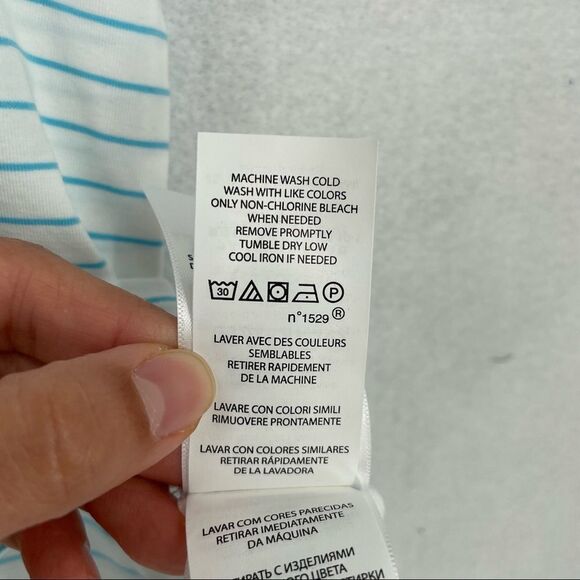 MACHINE WASH COLD
WASH WITH LIKE COLORS
ONLY NON-CHLORINE BLEACH
WHEN NEEDED
REMOVE PROMPTLY
TUMBLE DRY LOW
COOL IRON IF NEEDED
30 P
n°1529 ®
LAVER AVEC DES COULEURS
SEMBLABLES
RETIRER RAPIDEMENT
DE LA MACHINE
LAVARE CON COLORI SIMILI
RIMUOVERE PRONTAMENTE
LAVAR CON COLORES SIMILARES
RETIRAR RÁPIDAMENTE
DE LA LAVADORA
LAVAR COM CORES PARECIDAS
RETIRAR IMEDIATAMENTE
DA MÁQUINA
С ИЗДЕЛИЯМИ
ЦВЕТА